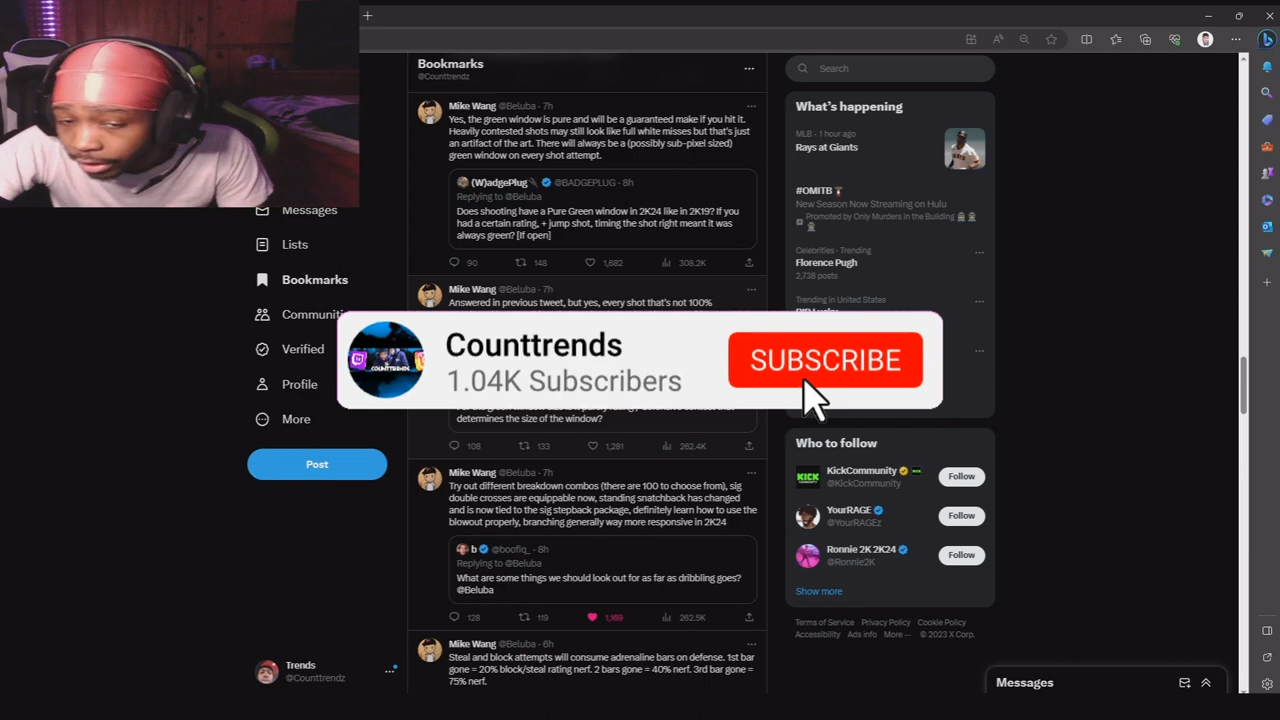 Messages
Lists
Bookmarks
Verified
Profile
More
Post
Trends
@Counttrendz
Bookmarks
@Counttrendz
Mike Wang @Beluba · 7h
Yes, the green window is pure and will be a guaranteed make if you hit it.
Heavily contested shots may still look like full white misses but that's just
an artifact of the art. There will always be a (possibly sub-pixel sized)
green window on every shot attempt.
(W)adgePlug @BADGEPLUG · 8h
Replying to @Beluba
Does shooting have a Pure Green window in 2K24 like in 2K19? If you
had a certain rating, + jump shot, timing the shot right meant it was
always green? [If open]
90 148 1,682 308.2K
Mike Wang @Beluba · 7h
Answered in previous tweet, but yes, every shot that's not 100%
Counttrends
1.04K Subscribers
SUBSCRIBE
determines the size of the window?
108 133 1,291 262.4K
Mike Wang @Beluba · 7h
Try out different breakdown combos (there are 100 to choose from), sig
double crosses are equippable now, standing snatchback has changed
and is now tied to the sig stepback package, definitely learn how to use the
blowout properly, branching generally way more responsive in 2K24
b @boofiq_ · 8h
Replying to @Beluba
What are some things we should look out for as far as dribbling goes?
@Beluba
128 119 1,169 262.5K
Mike Wang @Beluba · 6h
Steal and block attempts will consume adrenaline bars on defense. 1st bar
gone = 20% block/steal rating nerf. 2 bars gone = 40% nerf. 3rd bar gone =
75% nerf.
Search
What's happening
MLB · 1 hour ago
Rays at Giants
#OMITB
New Season Now Streaming on Hulu
Promoted by Only Murders in the Building
Celebrities · Trending
Florence Pugh
2,738 posts
Trending in United States
Who to follow
KickCommunity
@KickCommunity
Follow
YourRAGE
@YourRAGEz
Follow
Ronnie 2K 2K24
@Ronnie2K
Follow
Show more
Terms of Service Privacy Policy Cookie Policy
Accessibility Ads info More ··· © 2023 X Corp.
Messages